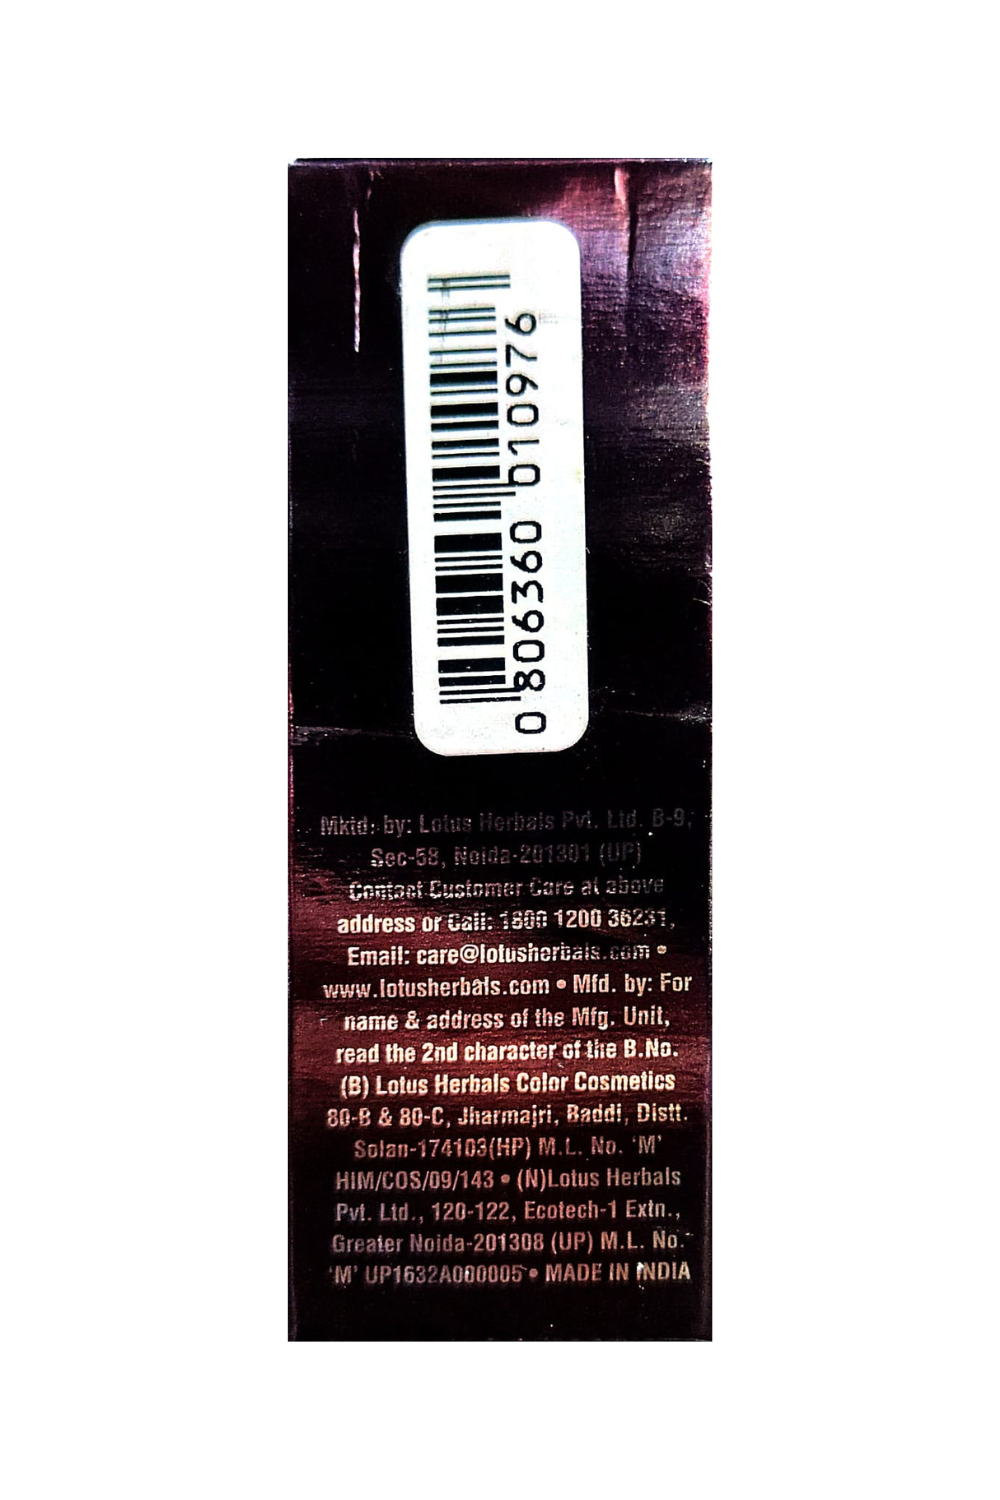 0 806360 010976
Mktd: by: Lotus Herbals Pvt. Ltd. B-9,
Sec-58, Noida-201301 (UP)
Contact Customer Care at above
address or Call: 1800 1200 36231,
Email: care@lotusherbals.com •
www.lotusherbals.com • Mfd. by: For
name & address of the Mfg. Unit,
read the 2nd character of the B.No.
(B) Lotus Herbals Color Cosmetics
80-B & 80-C, Jharmajri, Baddi, Distt.
Solan-174103(HP) M.L. No. 'M'
HIM/COS/09/143 • (N)Lotus Herbals
Pvt. Ltd., 120-122, Ecotech-1 Extn.,
Greater Noida-201308 (UP) M.L. No.
'M' UP1632A000005 • MADE IN INDIA